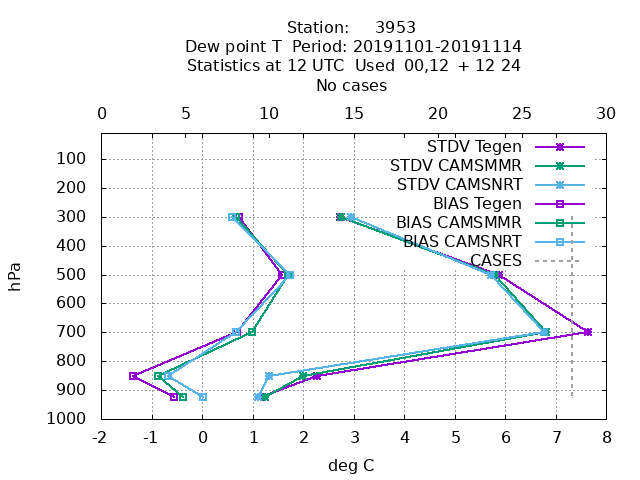 Station: 3953
Dew point T Period: 20191101-20191114
Statistics at 12 UTC Used 00,12 + 12 24
No cases
0 5 10 15 20 25 30
STDV Tegen
STDV CAMSMMR
STDV CAMSNRT
BIAS Tegen
BIAS CAMSMMR
BIAS CAMSNRT
CASES
100
200
300
400
500
600
700
800
900
1000
hPa
-2 -1 0 1 2 3 4 5 6 7 8
deg C